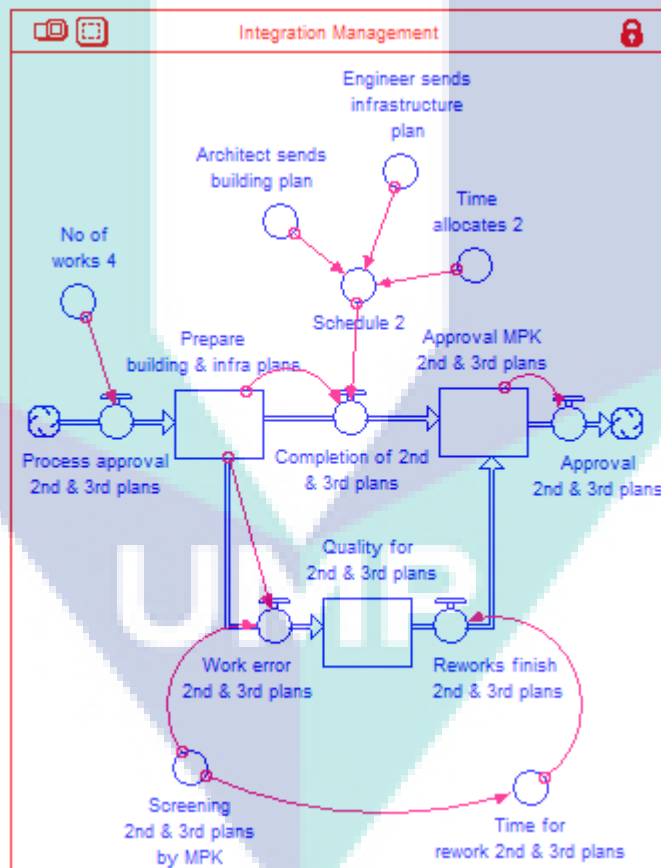 Integration Management
Engineer sends
infrastructure
plan
Architect sends
building plan
Time
allocates 2
No of
works 4
Schedule 2
Prepare
building & infra plans
Approval MPK
2nd & 3rd plans
Process approval
2nd & 3rd plans
Completion of 2nd
& 3rd plans
Approval
2nd & 3rd plans
Quality for
2nd & 3rd plans
UMP
Work error
2nd & 3rd plans
Reworks finish
2nd & 3rd plans
Screening
2nd & 3rd plans
by MPK
Time for
rework 2nd & 3rd plans